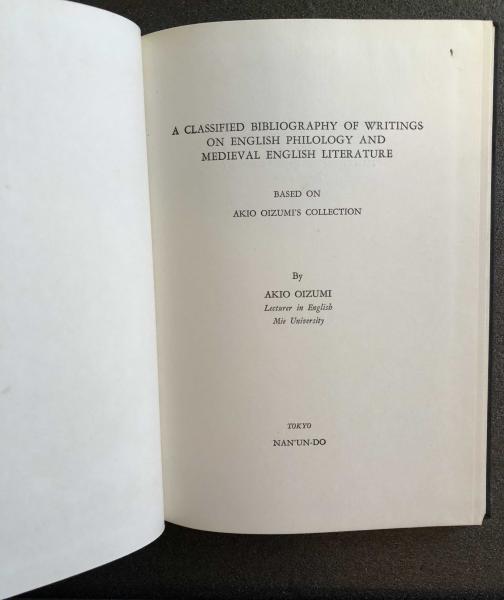 A CLASSIFIED BIBLIOGRAPHY OF WRITINGS
ON ENGLISH PHILOLOGY AND
MEDIEVAL ENGLISH LITERATURE
BASED ON
AKIO OIZUMI'S COLLECTION
By
AKIO OIZUMI
Lecturer in English
Mie University
TOKYO
NAN'UN-DO